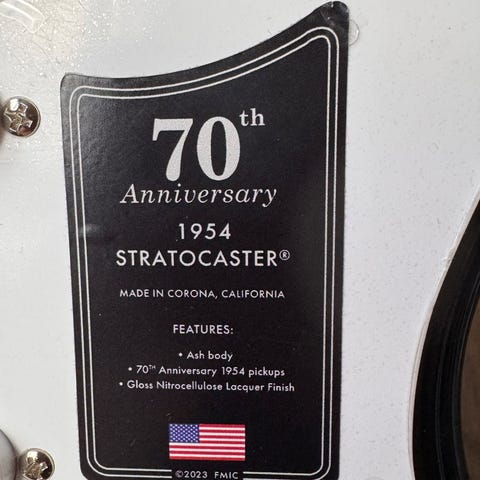 70th
Anniversary
1954
STRATOCASTER®
MADE IN CORONA, CALIFORNIA
FEATURES:
• Ash body
• 70TH Anniversary 1954 pickups
• Gloss Nitrocellulose Lacquer Finish
©2023 FMIC